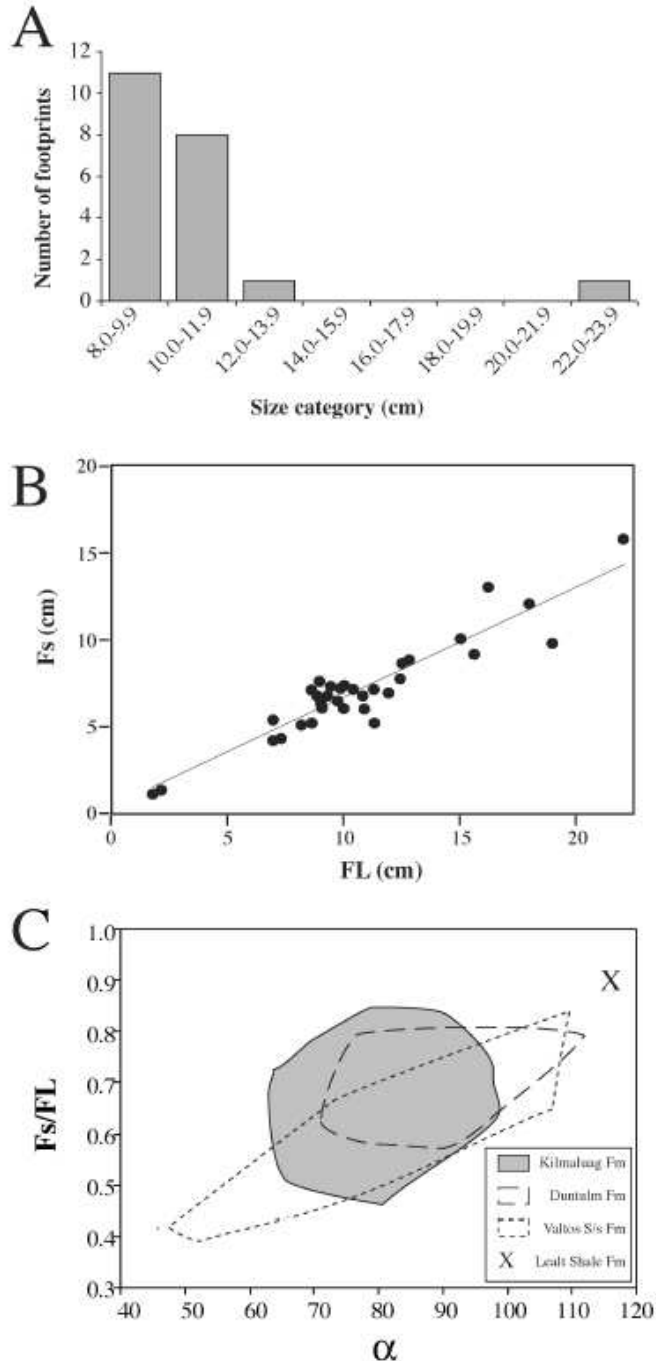 A
Number of footprints
12
10
8
6
4
2
0
8.0-9.9
10.0-11.9
12.0-13.9
14.0-15.9
16.0-17.9
18.0-19.9
20.0-21.9
22.0-23.9
Size category (cm)
B
Fs (cm)
20
15
10
5
0
0 5 10 15 20
FL (cm)
C
Fs/FL
1.0
0.9
0.8
0.7
0.6
0.5
0.4
0.3
X
Kilmaluag Fm
Duntulm Fm
Valtos S/s Fm
X Lealt Shale Fm
40 50 60 70 80 90 100 110 120
α